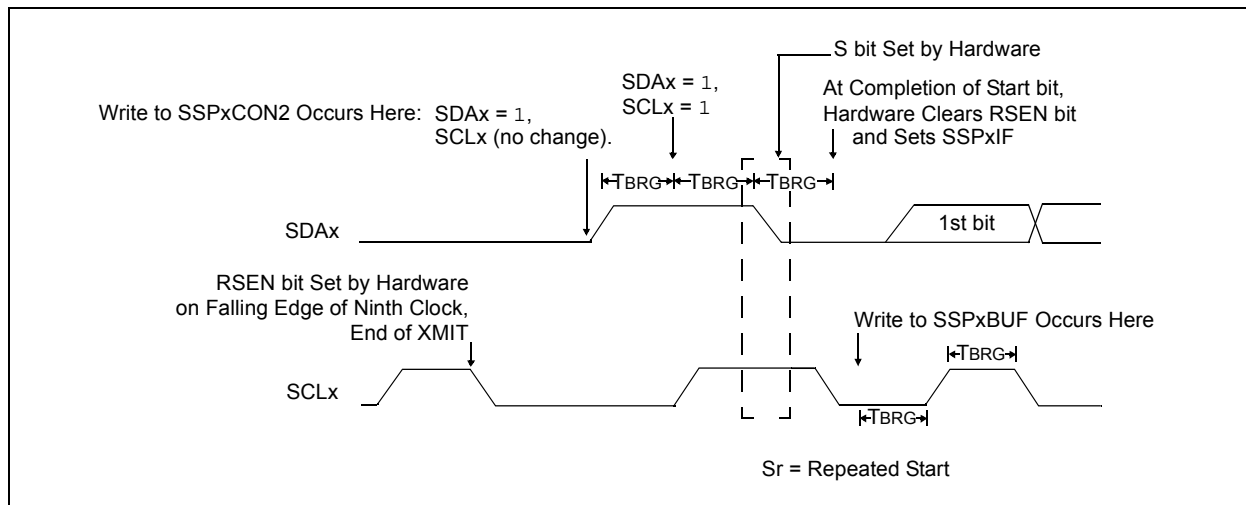 S bit Set by Hardware
SDAx = 1,
SCLx = 1
At Completion of Start bit,
Hardware Clears RSEN bit
and Sets SSPxIF
Write to SSPxCON2 Occurs Here: SDAx = 1,
SCLx (no change).
TBRG
TBRG
TBRG
SDAx
1st bit
RSEN bit Set by Hardware
on Falling Edge of Ninth Clock,
End of XMIT
Write to SSPxBUF Occurs Here
TBRG
SCLx
TBRG
Sr = Repeated Start